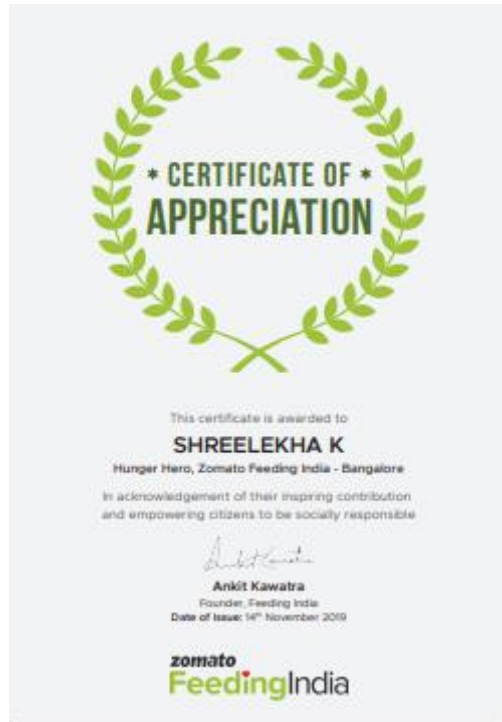 * CERTIFICATE OF *
APPRECIATION
This certificate is awarded to
SHREELEKHA K
Hunger Hero, Zomato Feeding India - Bangalore
In acknowledgement of their inspiring contribution
and empowering citizens to be socially responsible
Ankit Kawatra
Ankit Kawatra
Founder, Feeding India
Date of Issue: 14th November 2019
zomato
FeedingIndia